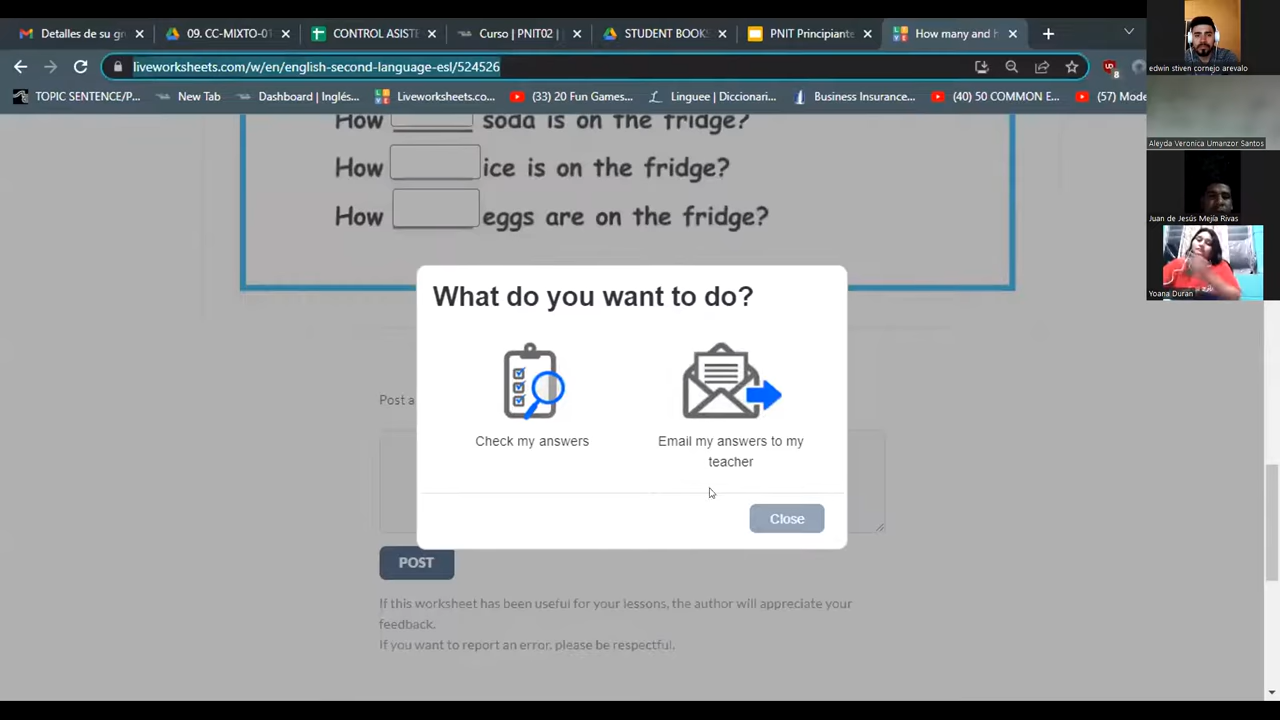 Detalles de su gr
09. CC-MIXTO-01
CONTROL ASISTE
Curso | PNIT02 |
STUDENT BOOKS
PNIT Principiante
How many and h
liveworksheets.com/w/en/english-second-language-esl/524526
8
TOPIC SENTENCE/P...
New Tab
Dashboard | Inglés...
Liveworksheets.co...
(33) 20 Fun Games...
Linguee | Diccionari...
Business Insurance...
(40) 50 COMMON E...
(57) Mode
edwin stiven cornejo arevalo
Aleyda Veronica Umanzor Santos
Juan de Jesús Mejía Rivas
Yoana Duran
How soda is on the fridge?
How ice is on the fridge?
How eggs are on the fridge?
What do you want to do?
Check my answers
Email my answers to my
teacher
Close
Post a
POST
If this worksheet has been useful for your lessons, the author will appreciate your
feedback.
If you want to report an error, please be respectful.